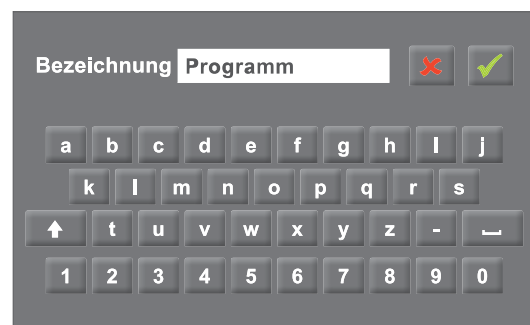 Bezeichnung Programm
a b c d e f g h I j
k l m n o p q r s
t u v w x y z -
1 2 3 4 5 6 7 8 9 0